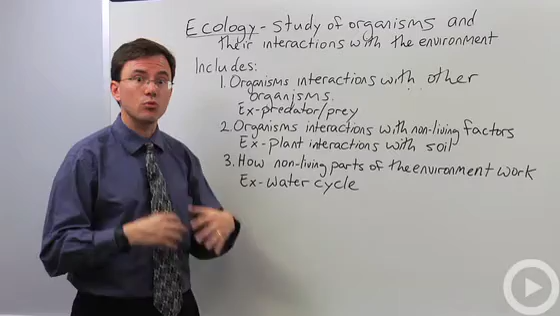 Ecology - study of organisms and
their interactions with the environment
Includes:
1. Organisms interactions with other
organisms.
Ex- predator/prey
2. Organisms interactions with non-living factors
Ex- plant interactions with soil
3. How non-living parts of the environment work
Ex- water cycle